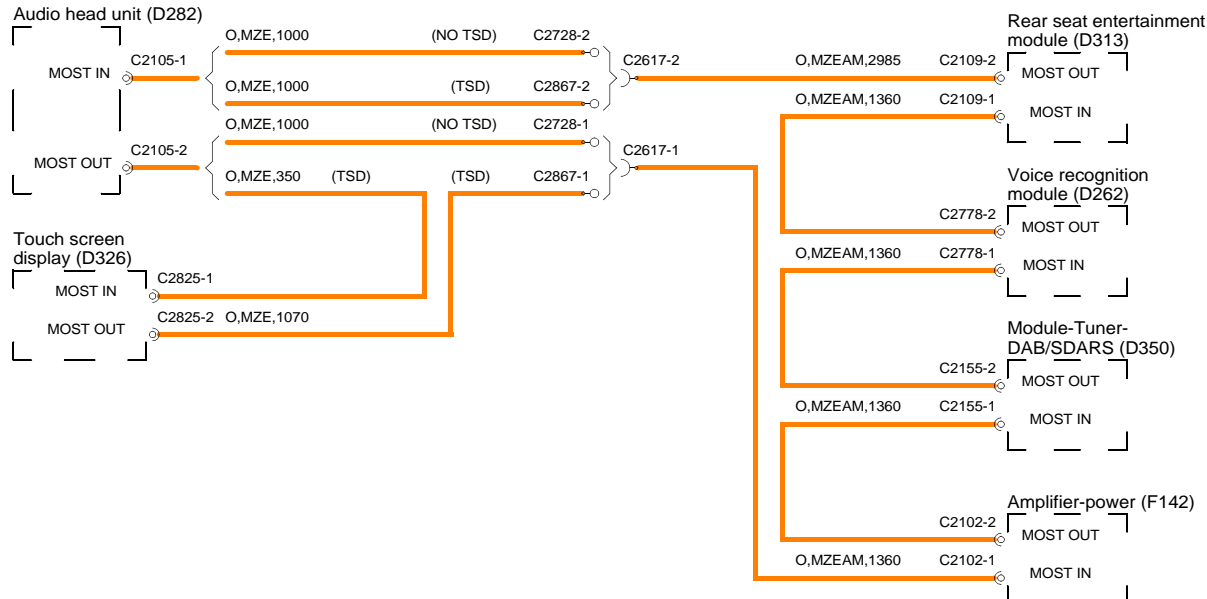 Audio head unit (D282)
MOST IN
C2105-1
O,MZE,1000 (NO TSD) C2728-2
O,MZE,1000 (TSD) C2867-2
C2617-2
MOST OUT
C2105-2
O,MZE,1000 (NO TSD) C2728-1
O,MZE,350 (TSD) (TSD) C2867-1
C2617-1
Touch screen
display (D326)
MOST IN
C2825-1
MOST OUT
C2825-2 O,MZE,1070
Rear seat entertainment
module (D313)
O,MZEAM,2985 C2109-2
MOST OUT
O,MZEAM,1360 C2109-1
MOST IN
Voice recognition
module (D262)
C2778-2
MOST OUT
O,MZEAM,1360 C2778-1
MOST IN
Module-Tuner-
DAB/SDARS (D350)
C2155-2
MOST OUT
O,MZEAM,1360 C2155-1
MOST IN
Amplifier-power (F142)
C2102-2
MOST OUT
O,MZEAM,1360 C2102-1
MOST IN